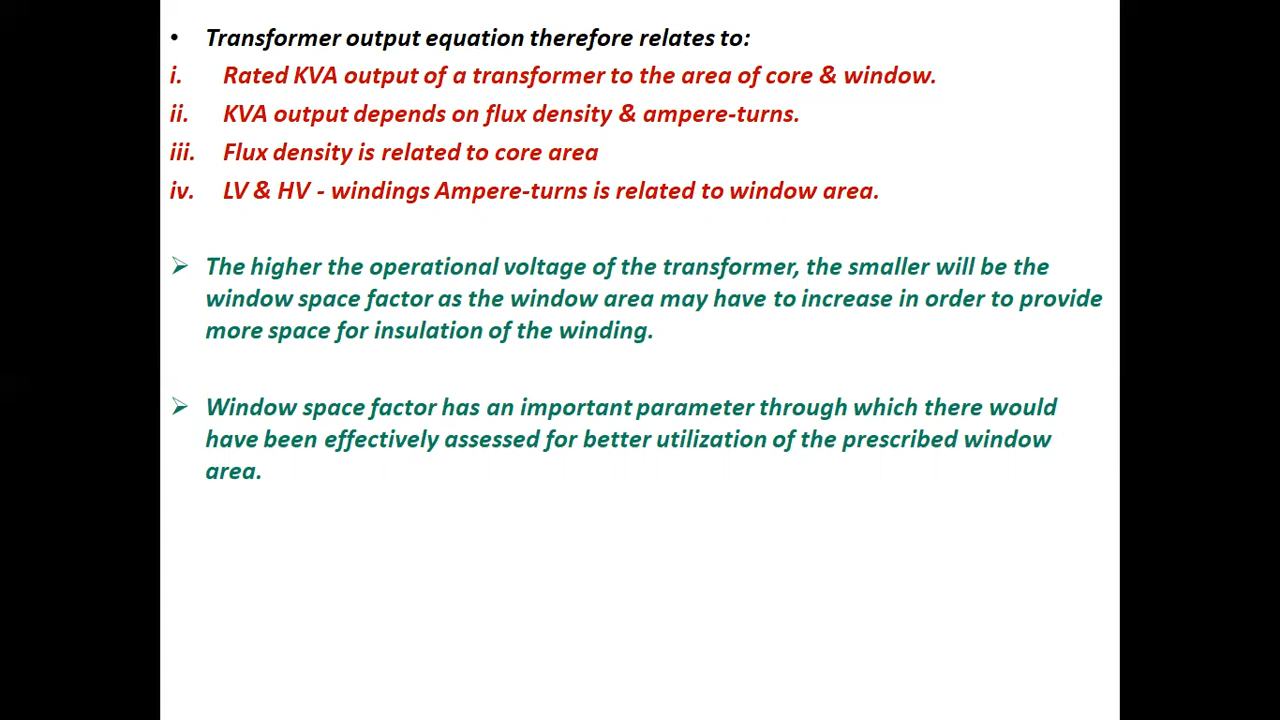 • Transformer output equation therefore relates to:
i. Rated KVA output of a transformer to the area of core & window.
ii. KVA output depends on flux density & ampere-turns.
iii. Flux density is related to core area
iv. LV & HV - windings Ampere-turns is related to window area.
➢ The higher the operational voltage of the transformer, the smaller will be the
window space factor as the window area may have to increase in order to provide
more space for insulation of the winding.
➢ Window space factor has an important parameter through which there would
have been effectively assessed for better utilization of the prescribed window
area.